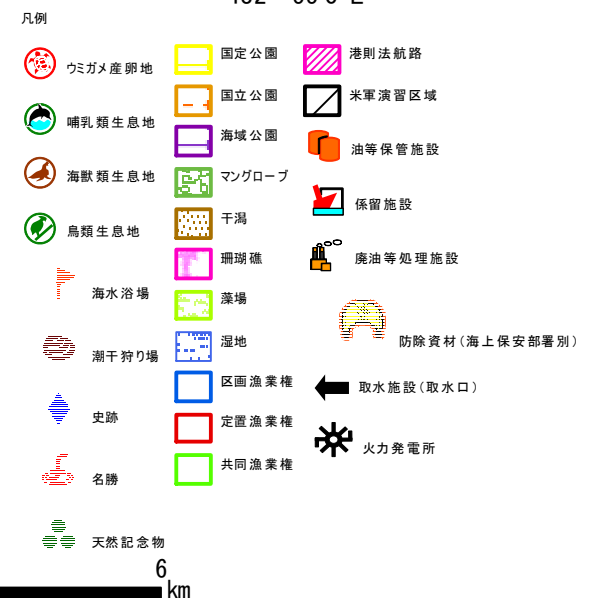 凡例
ウミガメ産卵地
哺乳類生息地
海獣類生息地
鳥類生息地
海水浴場
潮干狩り場
史跡
名勝
天然記念物
国定公園
国立公園
海域公園
マングローブ
干潟
珊瑚礁
藻場
湿地
区画漁業権
定置漁業権
共同漁業権
港則法航路
米軍演習区域
油等保管施設
係留施設
廃油等処理施設
防除資材(海上保安部署別)
取水施設(取水口)
火力発電所
6
km